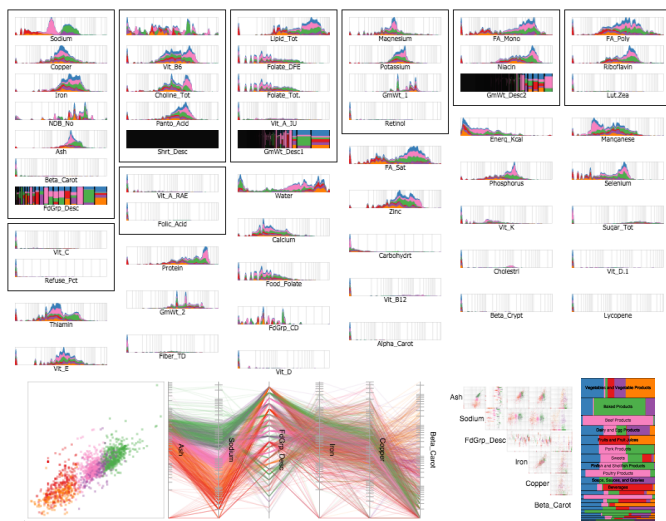 Sodium
Copper
Iron
NDB_No
Ash
Beta_Carot
FdGrp_Desc
Vit_C
Refuse_Pct
Thiamin
Vit_E
Vit_B6
Choline_Tot
Panto_Acid
Shrt_Desc
Vit_A_RAE
Folic_Acid
Protein
GmWt_2
Fiber_TD
Lipid_Tot
Folate_DFE
Folate_Tot.
Vit_A_IU
GmWt_Desc1
Water
Calcium
Food_Folate
FdGrp_CD
Vit_D
Magnesium
Potassium
GmWt_1
Retinol
FA_Sat
Zinc
Carbohydrt
Vit_B12
Alpha_Carot
FA_Mono
Niacin
GmWt_Desc2
Energ_Kcal
Phosphorus
Vit_K
Cholestrl
Beta_Crypt
FA_Poly
Riboflavin
Lut.Zea
Manganese
Selenium
Sugar_Tot
Vit_D.1
Lycopene
Ash
Sodium
FdGrp_Desc
Iron
Copper
Beta_Carot
Ash
Sodium
FdGrp_Desc
Iron
Copper
Beta_Carot
Vegetables and Vegetable Products
Baked Products
Beef Products
Dairy and Egg Products
Fruits and Fruit Juices
Pork Products
Sweets
Finfish and Shellfish Products
Poultry Products
Soups, Sauces, and Gravies
Beverages